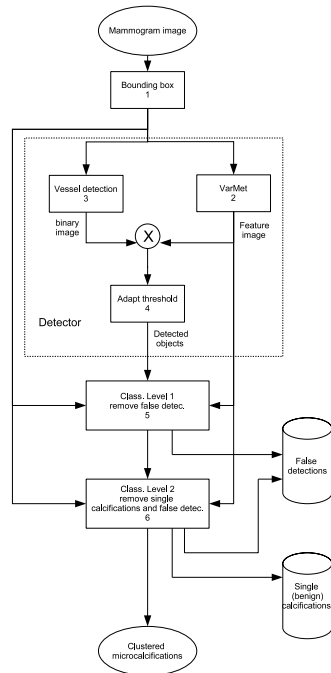 Mammogram image
Bounding box
1
Vessel detection
3
VarMet
2
binary
image
Feature
image
X
Adapt threshold
4
Detector
Detected
objects
Class. Level 1
remove false detec.
5
False
detections
Class. Level 2
remove single
calcifications and false detec.
6
Single
(benign)
calcifications
Clustered
microcalcifications